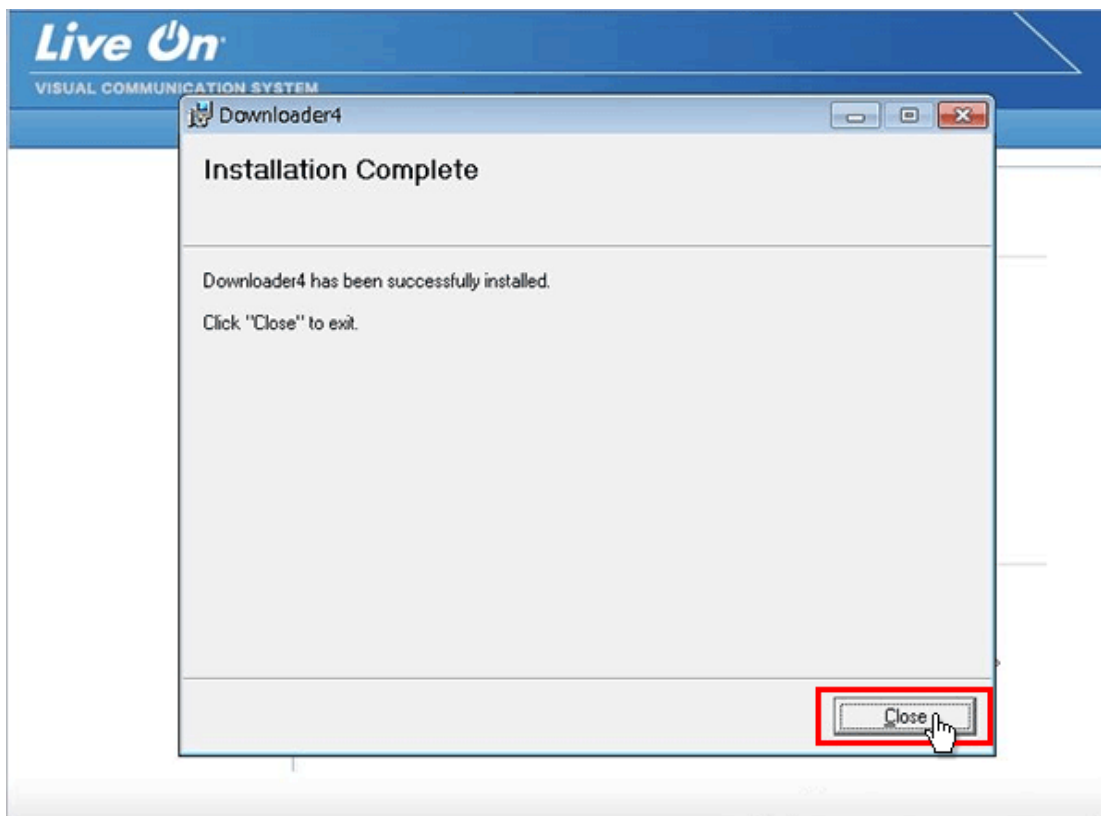 Live On
VISUAL COMMUNICATION SYSTEM
Downloader4
Installation Complete
Downloader4 has been successfully installed.
Click "Close" to exit.
Close